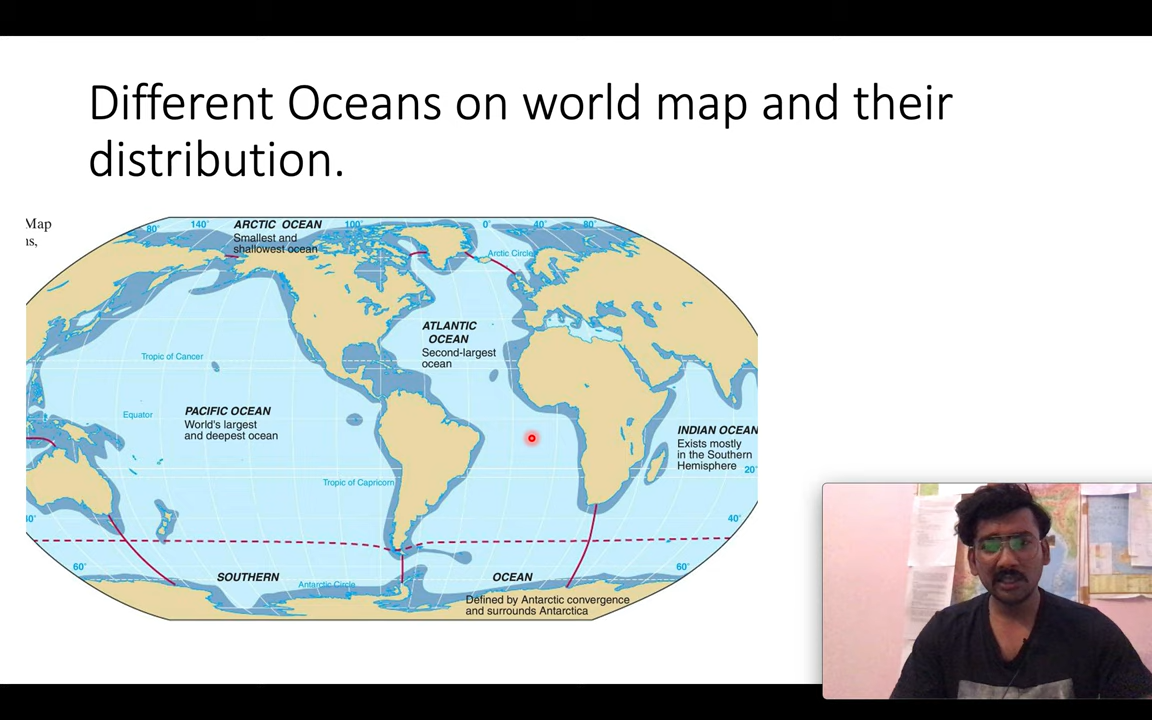 Different Oceans on world map and their
distribution.
Map
ns,
80°
140°
ARCTIC OCEAN
100°
0°
40°
80°
Smallest and
shallowest ocean
Arctic Circle
ATLANTIC
OCEAN
Second-largest
ocean
Tropic of Cancer
PACIFIC OCEAN
Equator
World's largest
and deepest ocean
INDIAN OCEAN
Exists mostly
in the Southern
Hemisphere
20°
Tropic of Capricorn
40°
60°
60°
SOUTHERN
OCEAN
Antarctic Circle
Defined by Antarctic convergence
and surrounds Antarctica